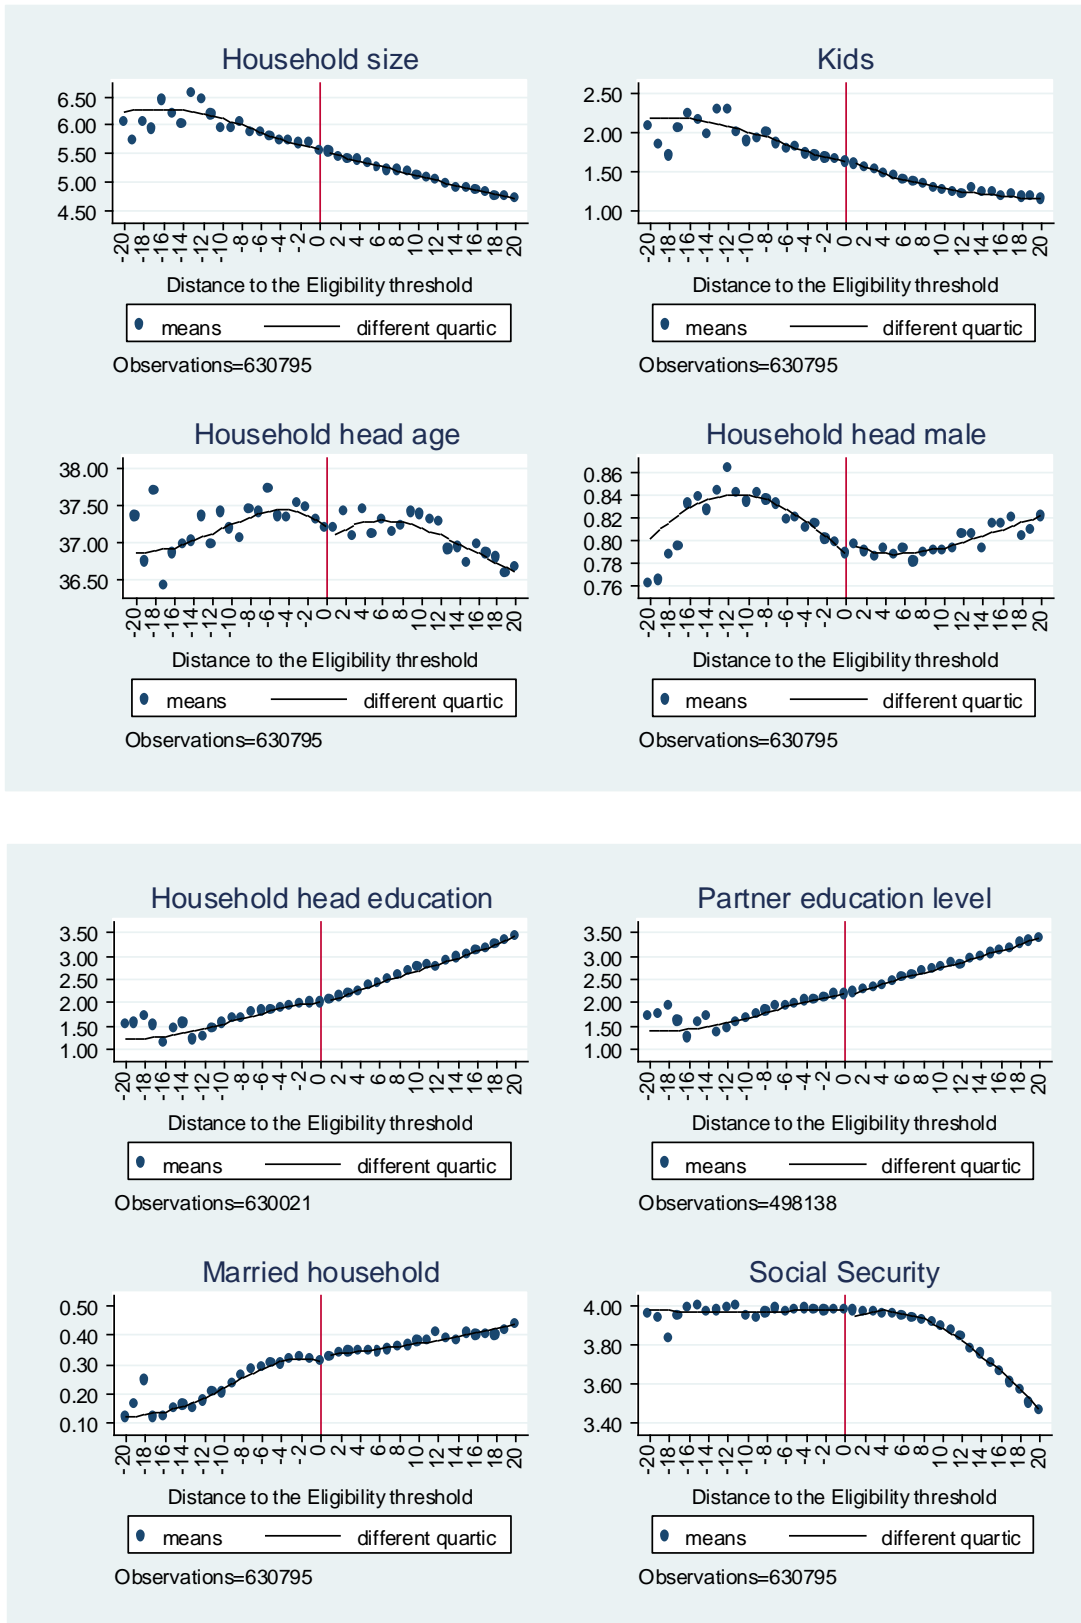 Household size
6.50
6.00
5.50
5.00
4.50
-20 -18 -16 -14 -12 -10 -8 -6 -4 -2 0 2 4 6 8 10 12 14 16 18 20
Distance to the Eligibility threshold
means different quartic
Observations=630795
Kids
2.50
2.00
1.50
1.00
-20 -18 -16 -14 -12 -10 -8 -6 -4 -2 0 2 4 6 8 10 12 14 16 18 20
Distance to the Eligibility threshold
means different quartic
Observations=630795
Household head age
38.00
37.50
37.00
36.50
-20 -18 -16 -14 -12 -10 -8 -6 -4 -2 0 2 4 6 8 10 12 14 16 18 20
Distance to the Eligibility threshold
means different quartic
Observations=630795
Household head male
0.86
0.84
0.82
0.80
0.78
0.76
-20 -18 -16 -14 -12 -10 -8 -6 -4 -2 0 2 4 6 8 10 12 14 16 18 20
Distance to the Eligibility threshold
means different quartic
Observations=630795
Household head education
3.50
3.00
2.50
2.00
1.50
1.00
-20 -18 -16 -14 -12 -10 -8 -6 -4 -2 0 2 4 6 8 10 12 14 16 18 20
Distance to the Eligibility threshold
means different quartic
Observations=630021
Partner education level
3.50
3.00
2.50
2.00
1.50
1.00
-20 -18 -16 -14 -12 -10 -8 -6 -4 -2 0 2 4 6 8 10 12 14 16 18 20
Distance to the Eligibility threshold
means different quartic
Observations=498138
Married household
0.50
0.40
0.30
0.20
0.10
-20 -18 -16 -14 -12 -10 -8 -6 -4 -2 0 2 4 6 8 10 12 14 16 18 20
Distance to the Eligibility threshold
means different quartic
Observations=630795
Social Security
4.00
3.80
3.60
3.40
-20 -18 -16 -14 -12 -10 -8 -6 -4 -2 0 2 4 6 8 10 12 14 16 18 20
Distance to the Eligibility threshold
means different quartic
Observations=630795